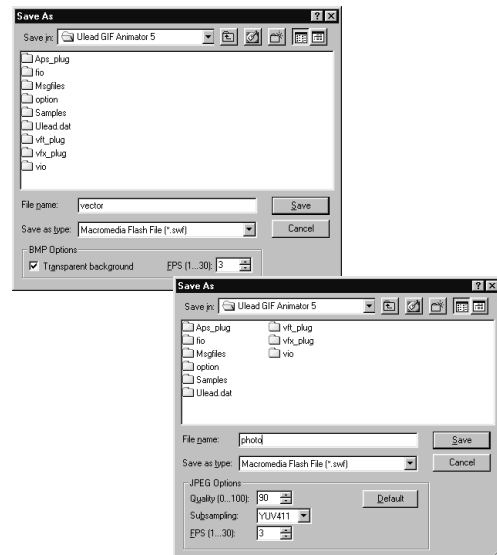 Save As
Save in: Ulead GIF Animator 5
Aps_plug
fio
Msgfiles
option
Samples
Ulead.dat
vft_plug
vfx_plug
vio
File name: vector Save
Save as type: Macromedia Flash File (*.swf) Cancel
BMP Options
Transparent background EPS (1...30): 3
Save As
Save in: Ulead GIF Animator 5
Aps_plug vft_plug
fio vfx_plug
Msgfiles vio
option
Samples
Ulead.dat
File name: photo Save
Save as type: Macromedia Flash File (*.swf) Cancel
JPEG Options
Quality (0...100): 90 Default
Subsampling: YUV411
FPS (1...30): 3